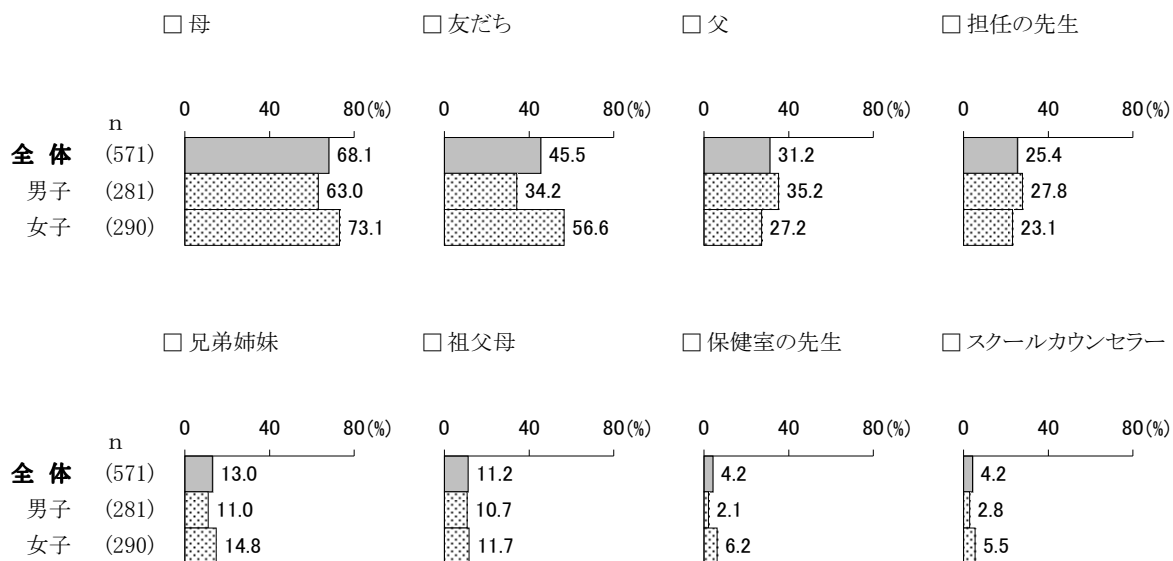 □ 母 □ 友だち □ 父 □ 担任の先生
0 40 80(%) 0 40 80(%) 0 40 80(%) 0 40 80(%)
n
全 体 (571) 68.1 45.5 31.2 25.4
男子 (281) 63.0 34.2 35.2 27.8
女子 (290) 73.1 56.6 27.2 23.1
□ 兄弟姉妹 □ 祖父母 □ 保健室の先生 □ スクールカウンセラー
0 40 80(%) 0 40 80(%) 0 40 80(%) 0 40 80(%)
n
全 体 (571) 13.0 11.2 4.2 4.2
男子 (281) 11.0 10.7 2.1 2.8
女子 (290) 14.8 11.7 6.2 5.5